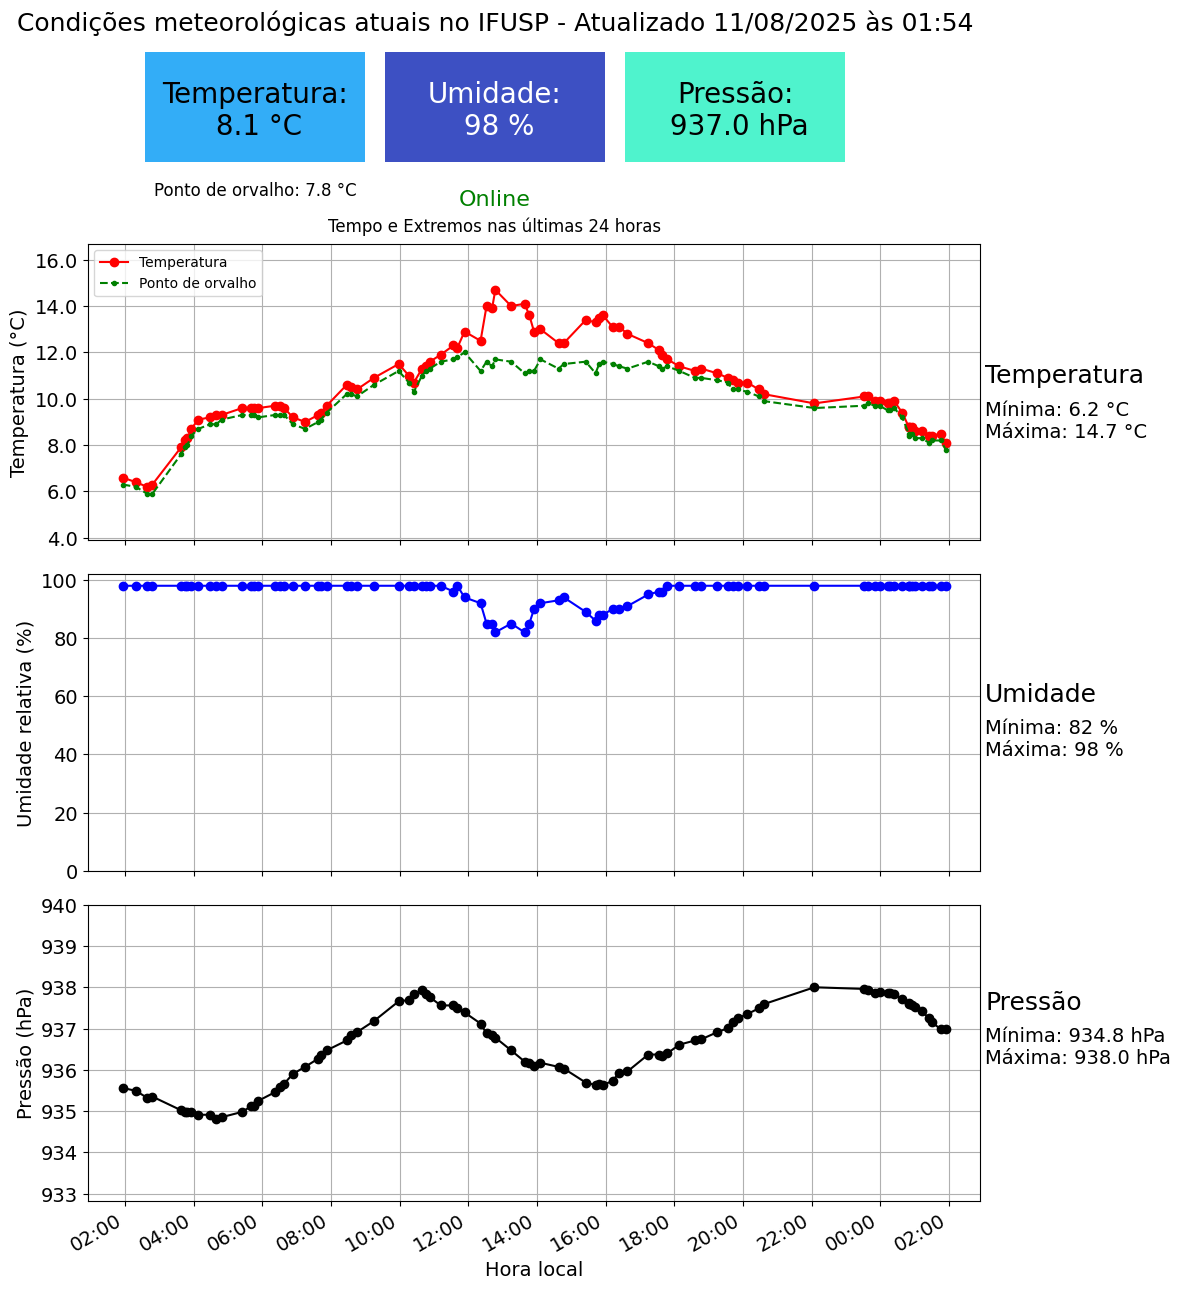 Condições meteorológicas atuais no IFUSP - Atualizado 11/08/2025 às 01:54
Temperatura:
8.1 °C
Umidade:
98 %
Pressão:
937.0 hPa
Ponto de orvalho: 7.8 °C
Online
Tempo e Extremos nas últimas 24 horas
Temperatura
Ponto de orvalho
Temperatura (°C)
16.0
14.0
12.0
10.0
8.0
6.0
4.0
Temperatura
Mínima: 6.2 °C
Máxima: 14.7 °C
Umidade relativa (%)
100
80
60
40
20
0
Umidade
Mínima: 82 %
Máxima: 98 %
Pressão (hPa)
940
939
938
937
936
935
934
933
Pressão
Mínima: 934.8 hPa
Máxima: 938.0 hPa
02:00
04:00
06:00
08:00
10:00
12:00
14:00
16:00
18:00
20:00
22:00
00:00
02:00
Hora local